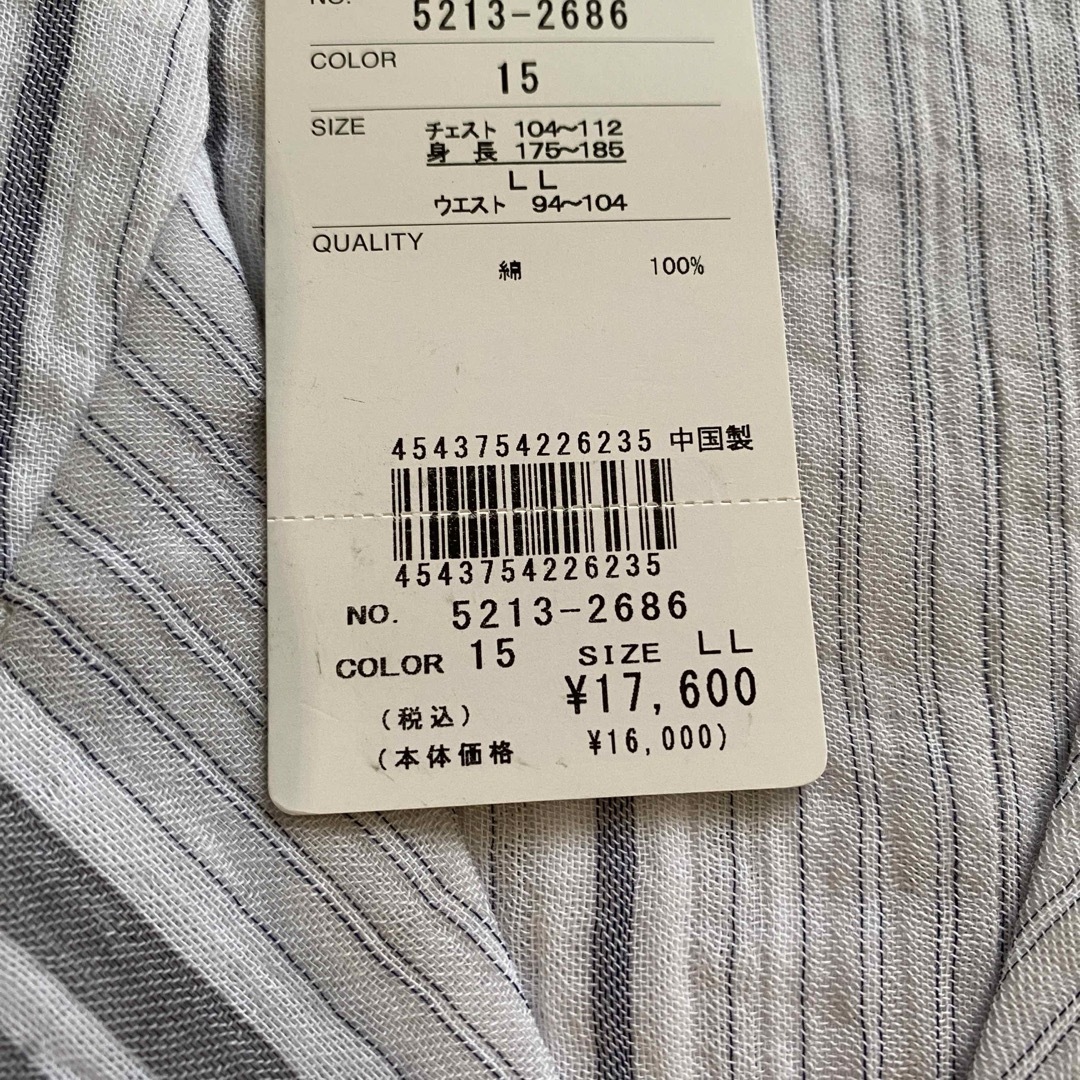 NO.
5213-2686
COLOR
15
SIZE チェスト 104～112
身 長 175～185
LL
ウエスト 94～104
QUALITY
綿 100%
4543754226235 中国製
4543754226235
NO. 5213-2686
COLOR 15 SIZE LL
¥17,600
(税込)
(本体価格 ¥16,000)